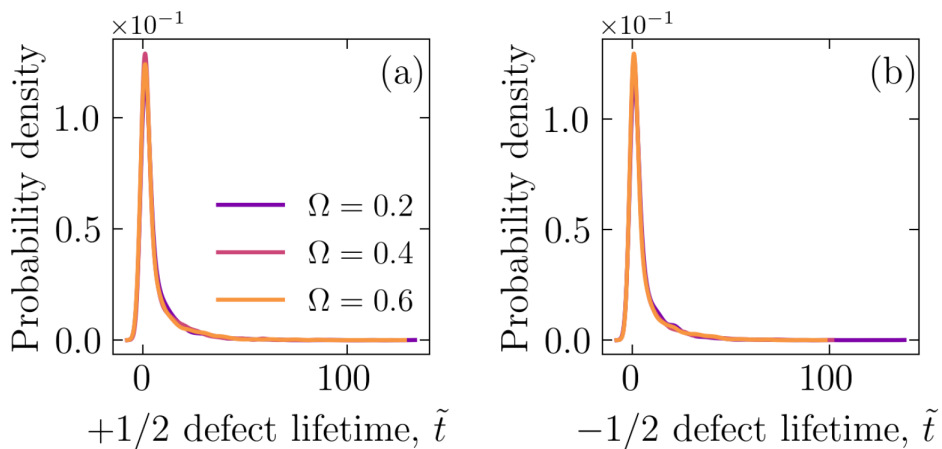 ×10⁻¹
(a)
Probability density
1.0
0.5
0.0
Ω = 0.2
Ω = 0.4
Ω = 0.6
0
100
+1/2 defect lifetime, t̃
×10⁻¹
(b)
Probability density
1.0
0.5
0.0
0
100
−1/2 defect lifetime, t̃